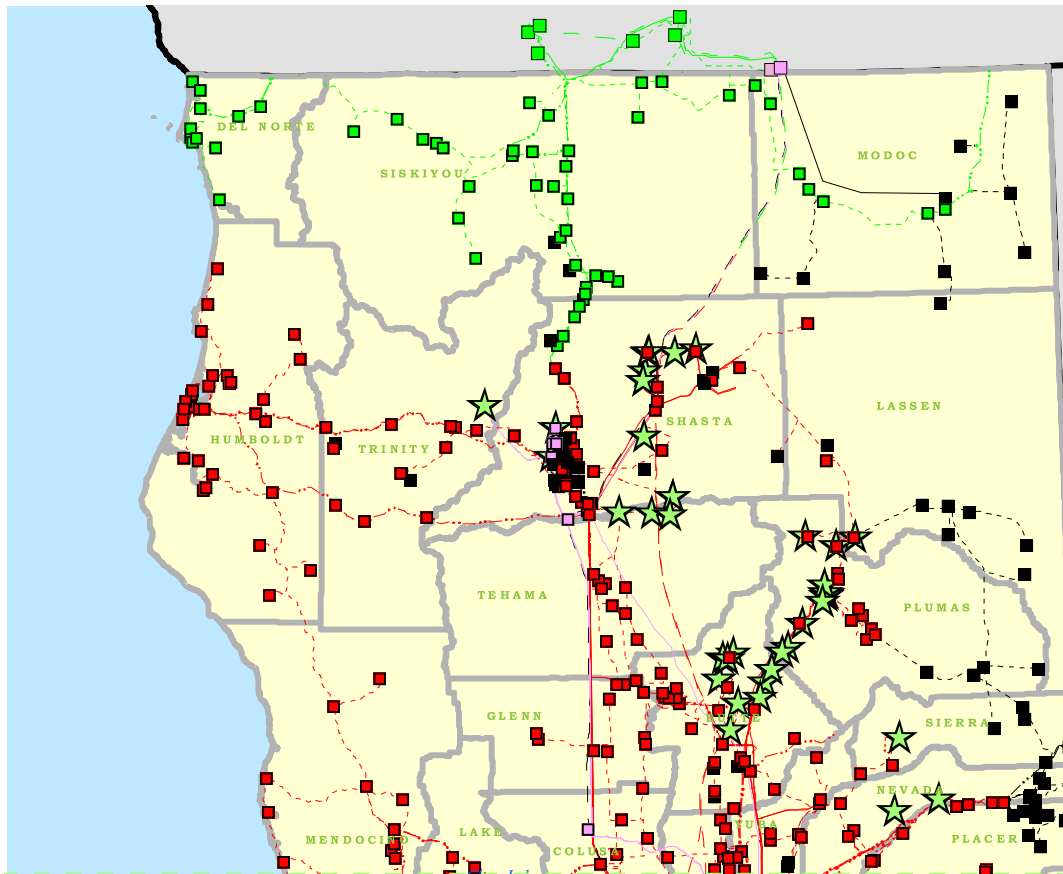 DEL NORTE
MODOC
SISKIYOU
LASSEN
SHASTA
HUMBOLDT
TRINITY
TEHAMA
PLUMAS
GLENN
BUTTE
SIERRA
NEVADA
YUBA
LAKE
MENDOCINO
PLACER
COLUSA